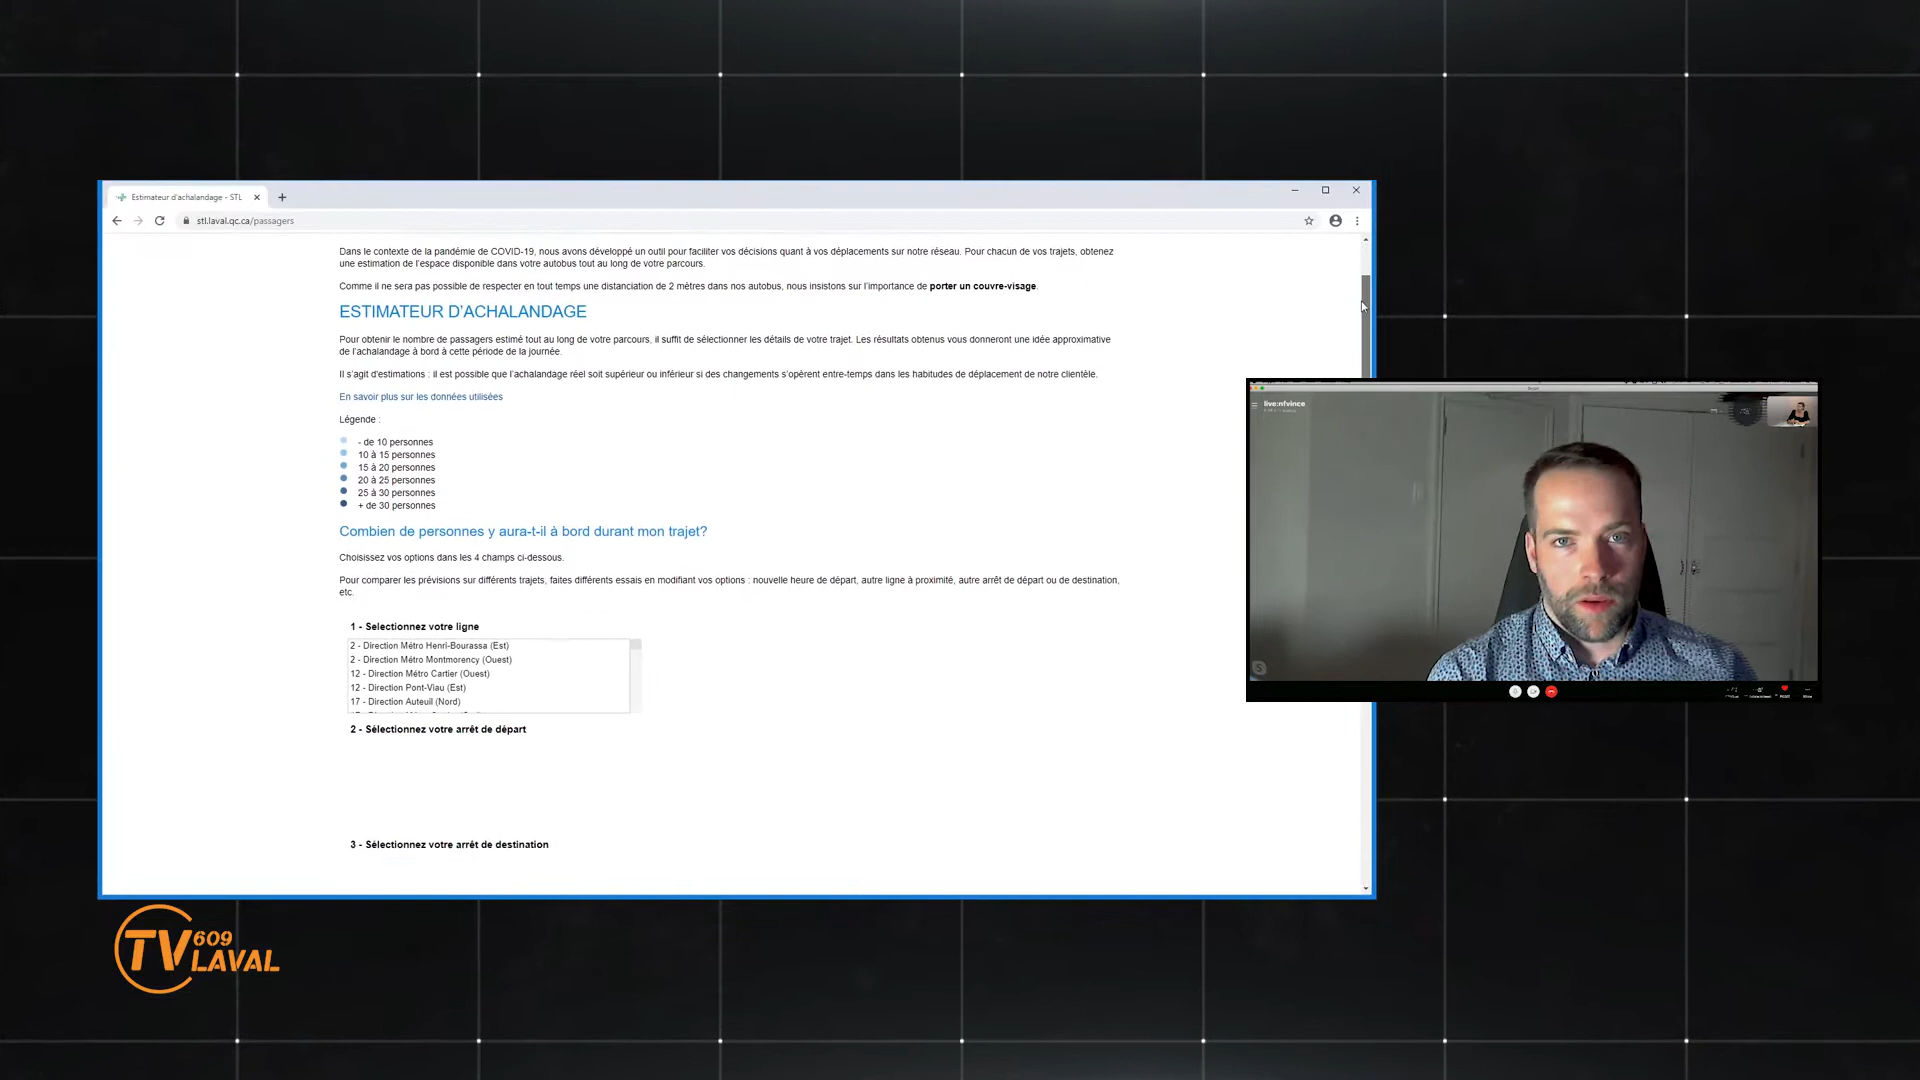 Estimateur d'achalandage - STL
stl.laval.qc.ca/passagers
Dans le contexte de la pandémie de COVID-19, nous avons développé un outil pour faciliter vos décisions quant à vos déplacements sur notre réseau. Pour chacun de vos trajets, obtenez
une estimation de l'espace disponible dans votre autobus tout au long de votre parcours.
Comme il ne sera pas possible de respecter en tout temps une distanciation de 2 mètres dans nos autobus, nous insistons sur l'importance de porter un couvre-visage.
ESTIMATEUR D'ACHALANDAGE
Pour obtenir le nombre de passagers estimé tout au long de votre parcours, il suffit de sélectionner les détails de votre trajet. Les résultats obtenus vous donneront une idée approximative
de l'achalandage à bord à cette période de la journée.
Il s'agit d'estimations : il est possible que l'achalandage réel soit supérieur ou inférieur si des changements s'opèrent entre-temps dans les habitudes de déplacement de notre clientèle.
En savoir plus sur les données utilisées
Légende :
- de 10 personnes
10 à 15 personnes
15 à 20 personnes
20 à 25 personnes
25 à 30 personnes
+ de 30 personnes
Combien de personnes y aura-t-il à bord durant mon trajet?
Choisissez vos options dans les 4 champs ci-dessous.
Pour comparer les prévisions sur différents trajets, faites différents essais en modifiant vos options : nouvelle heure de départ, autre ligne à proximité, autre arrêt de départ ou de destination,
etc.
1 - Selectionnez votre ligne
2 - Direction Métro Henri-Bourassa (Est)
2 - Direction Métro Montmorency (Ouest)
12 - Direction Métro Cartier (Ouest)
12 - Direction Pont-Viau (Est)
17 - Direction Auteuil (Nord)
2 - Sélectionnez votre arrêt de départ
3 - Sélectionnez votre arrêt de destination
live:nfvince
TV 609
LAVAL